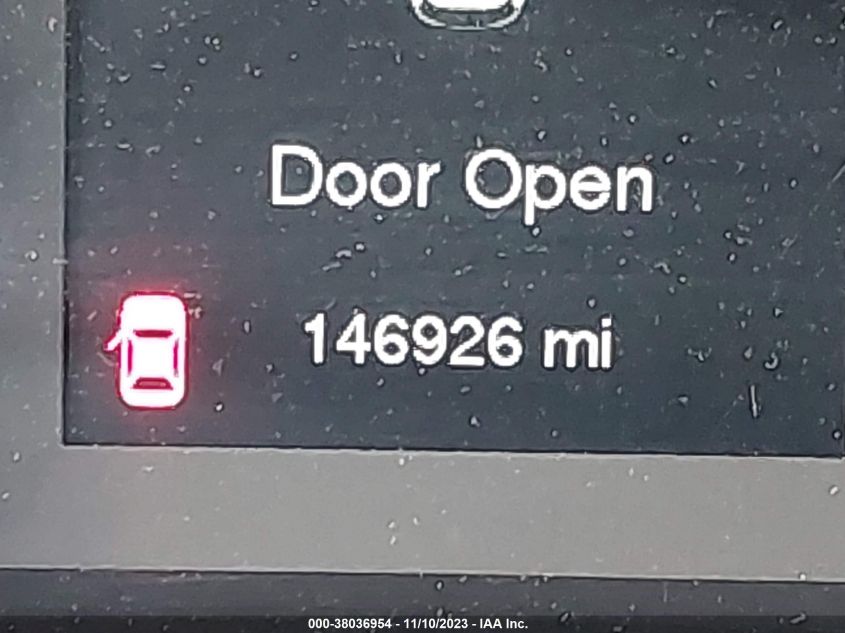 Door Open
146926 mi
000-38036954 - 11/10/2023 - IAA Inc.